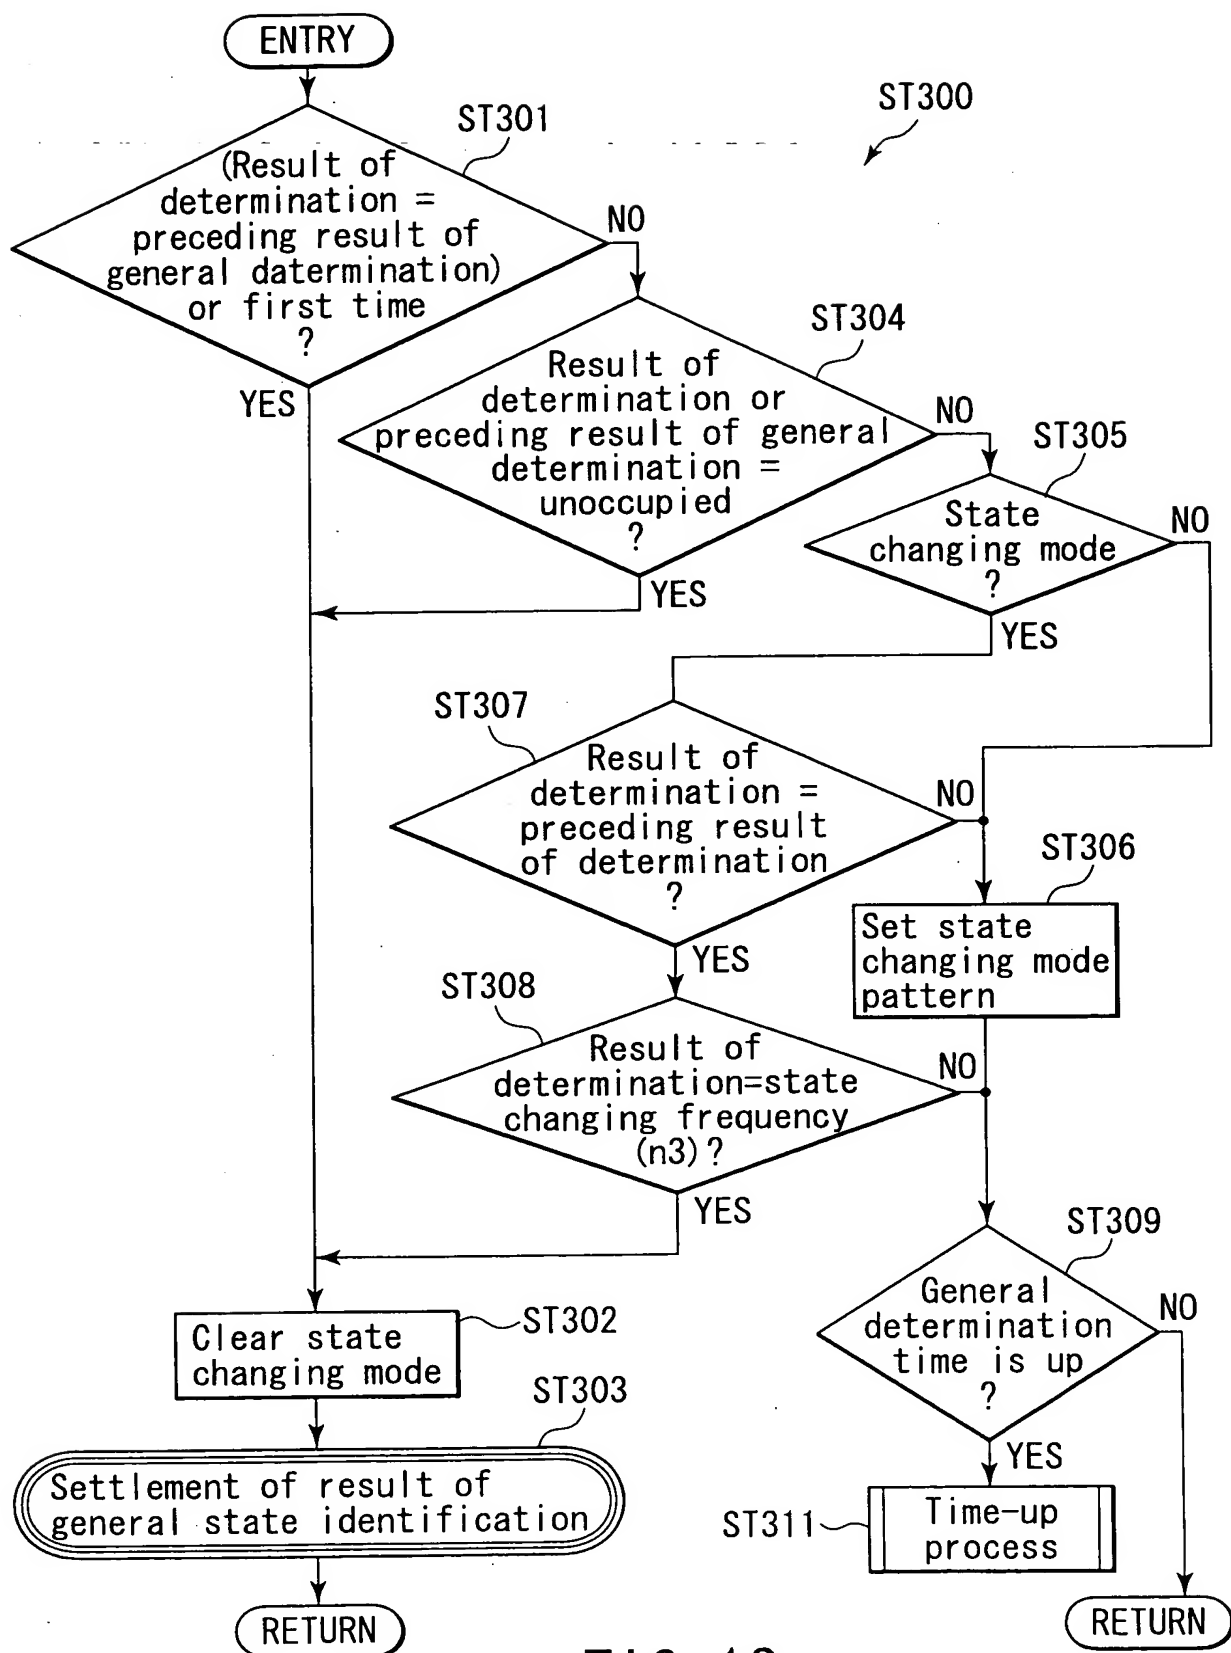 ENTRY
ST300
ST301
(Result of
determination =
preceding result of
general datermination)
or first time
?
NO
YES
ST304
Result of
determination or
preceding result of general
determination =
unoccupied
?
NO
YES
ST305
State
changing mode
?
NO
YES
ST307
Result of
determination =
preceding result
of determination
?
NO
YES
ST306
Set state
changing mode
pattern
ST308
Result of
determination=state
changing frequency
(n3)?
NO
YES
ST309
General
determination
time is up
?
NO
YES
ST302
Clear state
changing mode
ST303
Settlement of result of
general state identification
ST311
Time-up
process
RETURN
RETURN